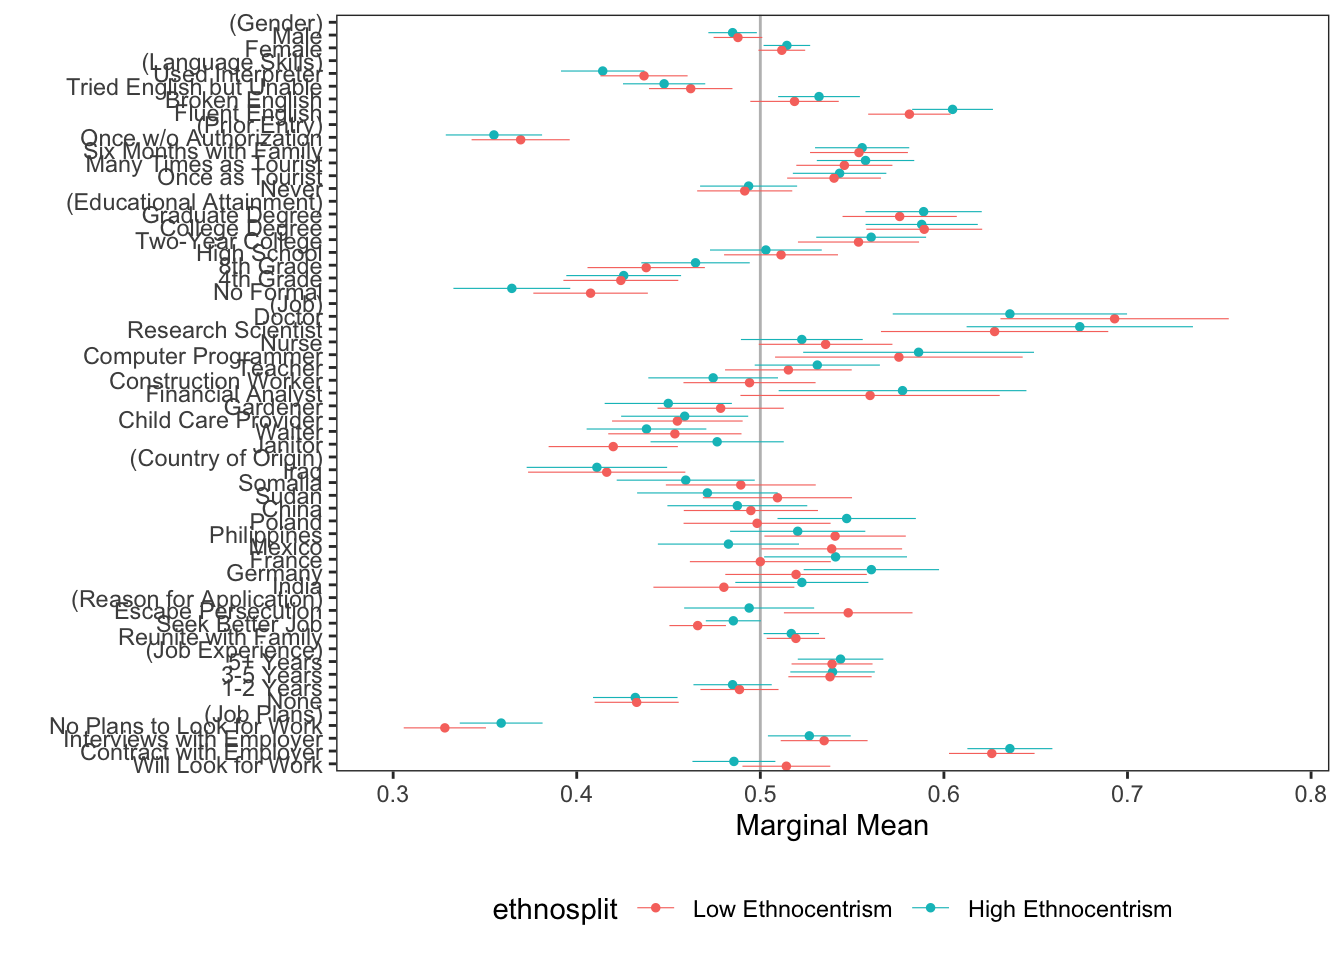 (Gender)
Male
Female
(Language Skills)
Used Interpreter
Tried English but Unable
Broken English
Fluent English
(Prior Entry)
Once w/o Authorization
Six Months with Family
Many Times as Tourist
Once as Tourist
Never
(Educational Attainment)
Graduate Degree
College Degree
Two-Year College
High School
8th Grade
4th Grade
No Formal
(Job)
Doctor
Research Scientist
Nurse
Computer Programmer
Teacher
Construction Worker
Financial Analyst
Gardener
Child Care Provider
Waiter
Janitor
(Country of Origin)
Iraq
Somalia
Sudan
China
Poland
Philippines
Mexico
France
Germany
India
(Reason for Application)
Escape Persecution
Seek Better Job
Reunite with Family
(Job Experience)
5+ Years
3-5 Years
1-2 Years
None
(Job Plans)
No Plans to Look for Work
Interviews with Employer
Contract with Employer
Will Look for Work
0.3 0.4 0.5 0.6 0.7 0.8
Marginal Mean
ethnosplit Low Ethnocentrism High Ethnocentrism